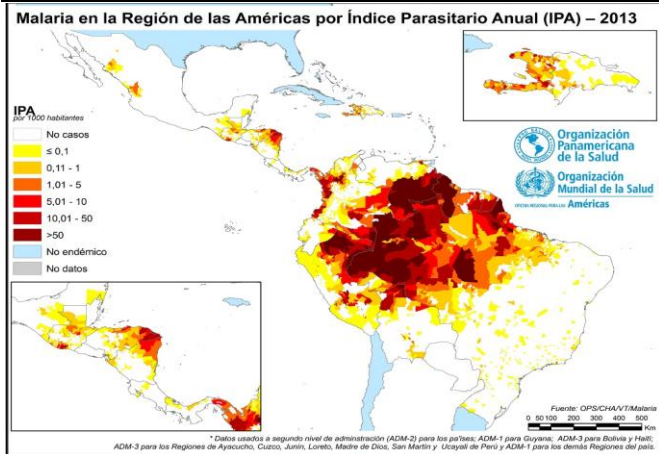 Malaria en la Región de las Américas por Índice Parasitario Anual (IPA) – 2013
IPA
por 1000 habitantes
No casos
≤ 0,1
0,11 - 1
1,01 - 5
5,01 - 10
10,01 - 50
>50
No endémico
No datos
Organización
Panamericana
de la Salud
Organización
Mundial de la Salud
OFICINA REGIONAL PARA LAS Américas
Fuente: OPS/CHA/VT/Malaria
0 50 100 200 300 400 500
Km
* Datos usados a segundo nivel de adminstración (ADM-2) para los países; ADM-1 para Guyana; ADM-3 para Bolivia y Haití;
ADM-3 para los Regiones de Ayacucho, Cuzco, Junín, Loreto, Madre de Dios, San Martín y Ucayali de Perú y ADM-1 para los demás Regiones del país.